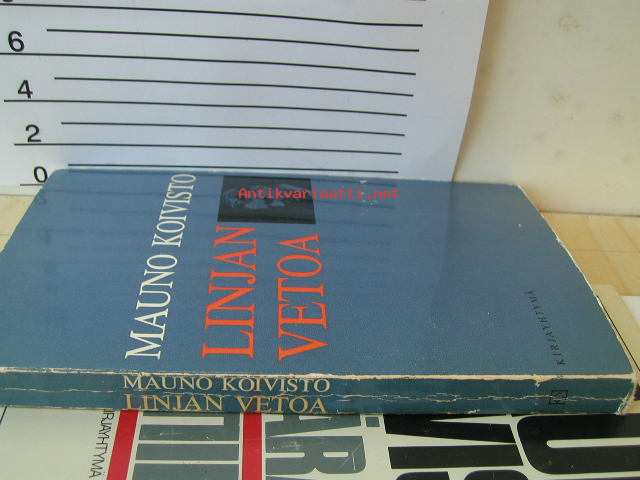 6
4
2
0
Antikvariaatti.net
MAUNO KOIVISTO
LINJAN
VETOA
KIRJAYHTYMÄ
MAUNO KOIVISTO
LINJAN VETOA